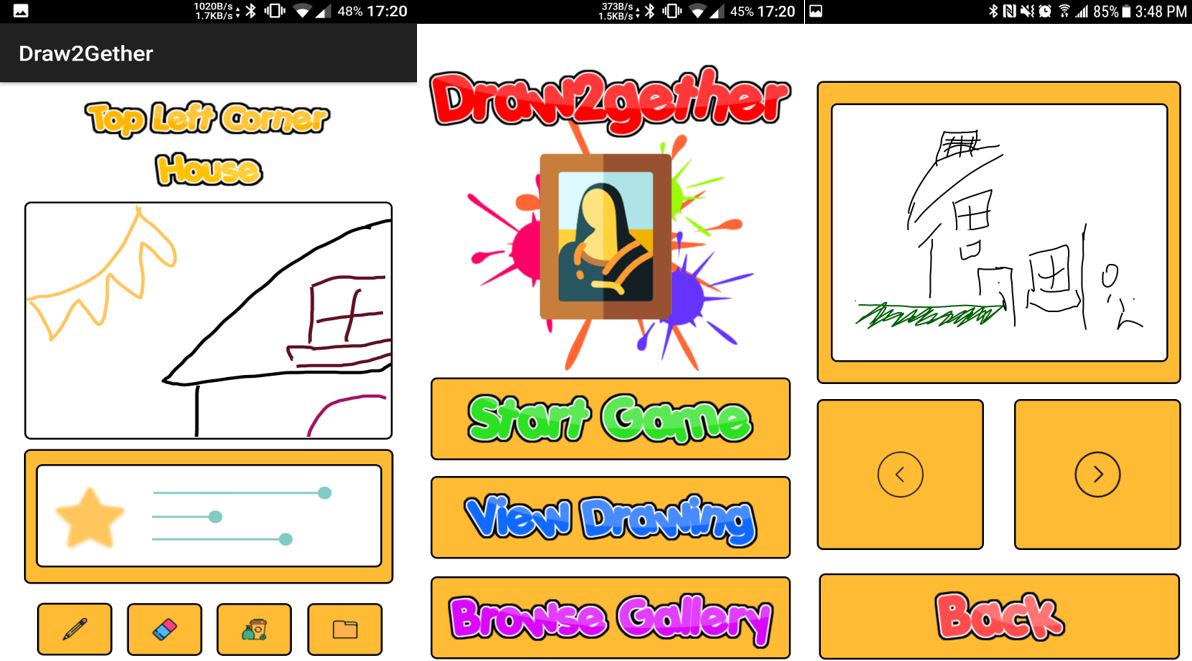 1020B/s
1.7KB/s
48% 17:20
Draw2Gether
Top Left Corner
House
373B/s
1.5KB/s
45% 17:20
Draw2gether
Start Game
View Drawing
Browse Gallery
85% 3:48 PM
Back